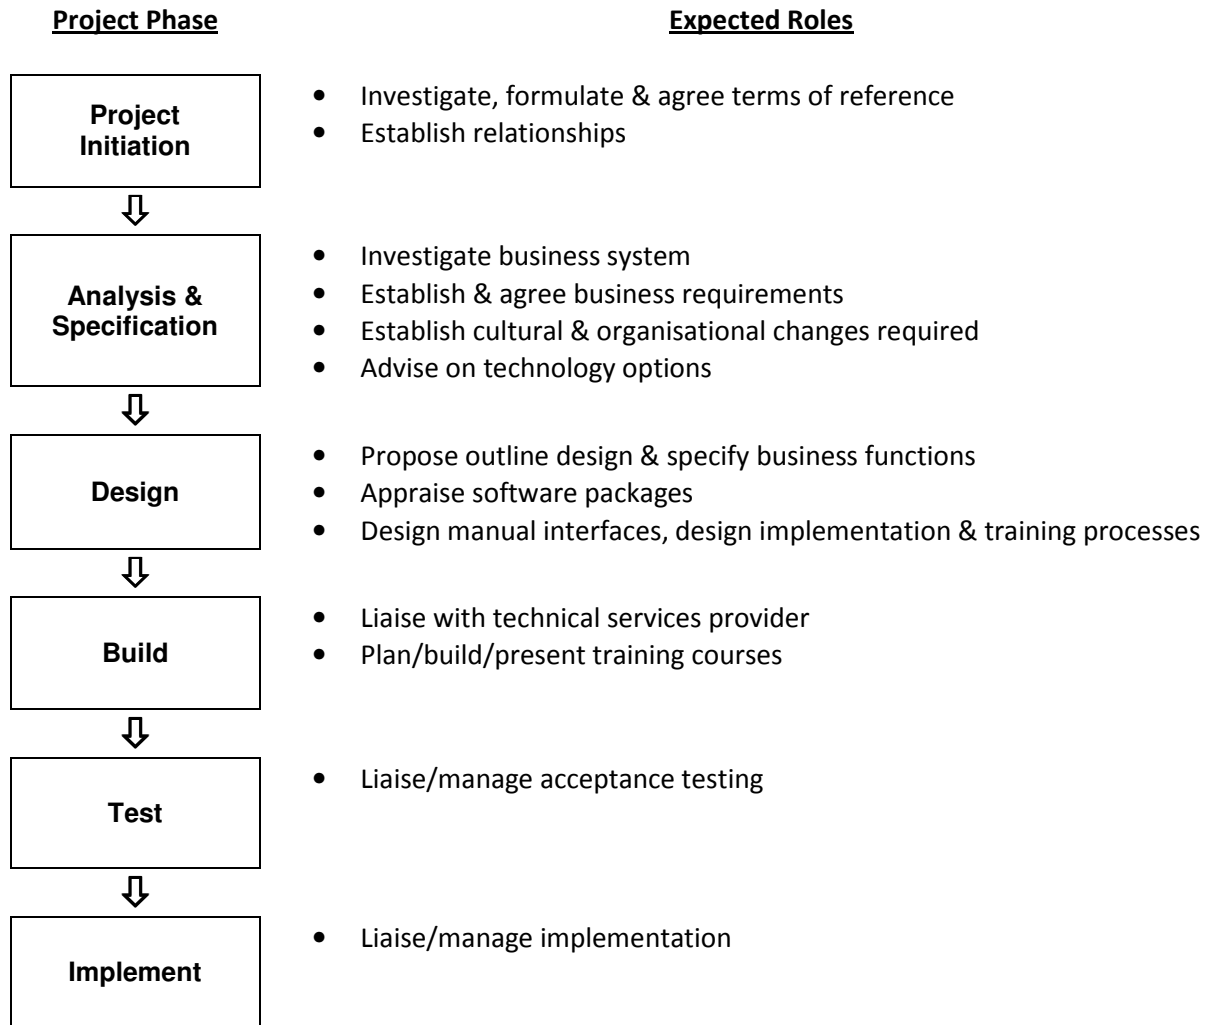 Project Phase
Expected Roles
Project
Initiation
• Investigate, formulate & agree terms of reference
• Establish relationships
Analysis &
Specification
• Investigate business system
• Establish & agree business requirements
• Establish cultural & organisational changes required
• Advise on technology options
Design
• Propose outline design & specify business functions
• Appraise software packages
• Design manual interfaces, design implementation & training processes
Build
• Liaise with technical services provider
• Plan/build/present training courses
Test
• Liaise/manage acceptance testing
Implement
• Liaise/manage implementation